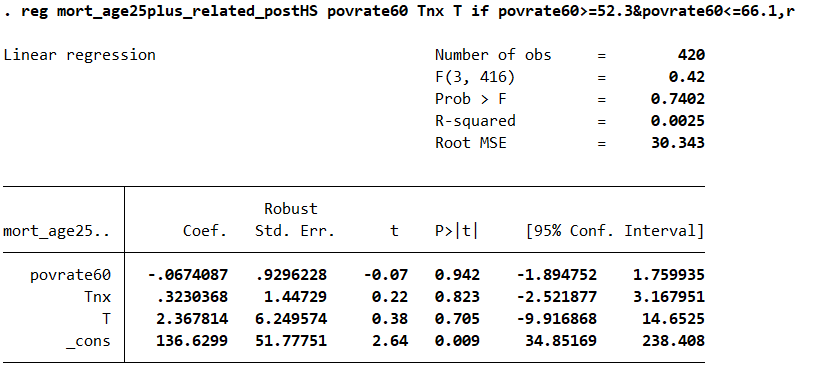 . reg mort_age25plus_related_postHS povrate60 Tnx T if povrate60>=52.3&povrate60<=66.1,r
Linear regression Number of obs = 420
F(3, 416) = 0.42
Prob > F = 0.7402
R-squared = 0.0025
Root MSE = 30.343
Robust
mort_age25.. Coef. Std. Err. t P>|t| [95% Conf. Interval]
povrate60 -.0674087 .9296228 -0.07 0.942 -1.894752 1.759935
Tnx .3230368 1.44729 0.22 0.823 -2.521877 3.167951
T 2.367814 6.249574 0.38 0.705 -9.916868 14.6525
_cons 136.6299 51.77751 2.64 0.009 34.85169 238.408